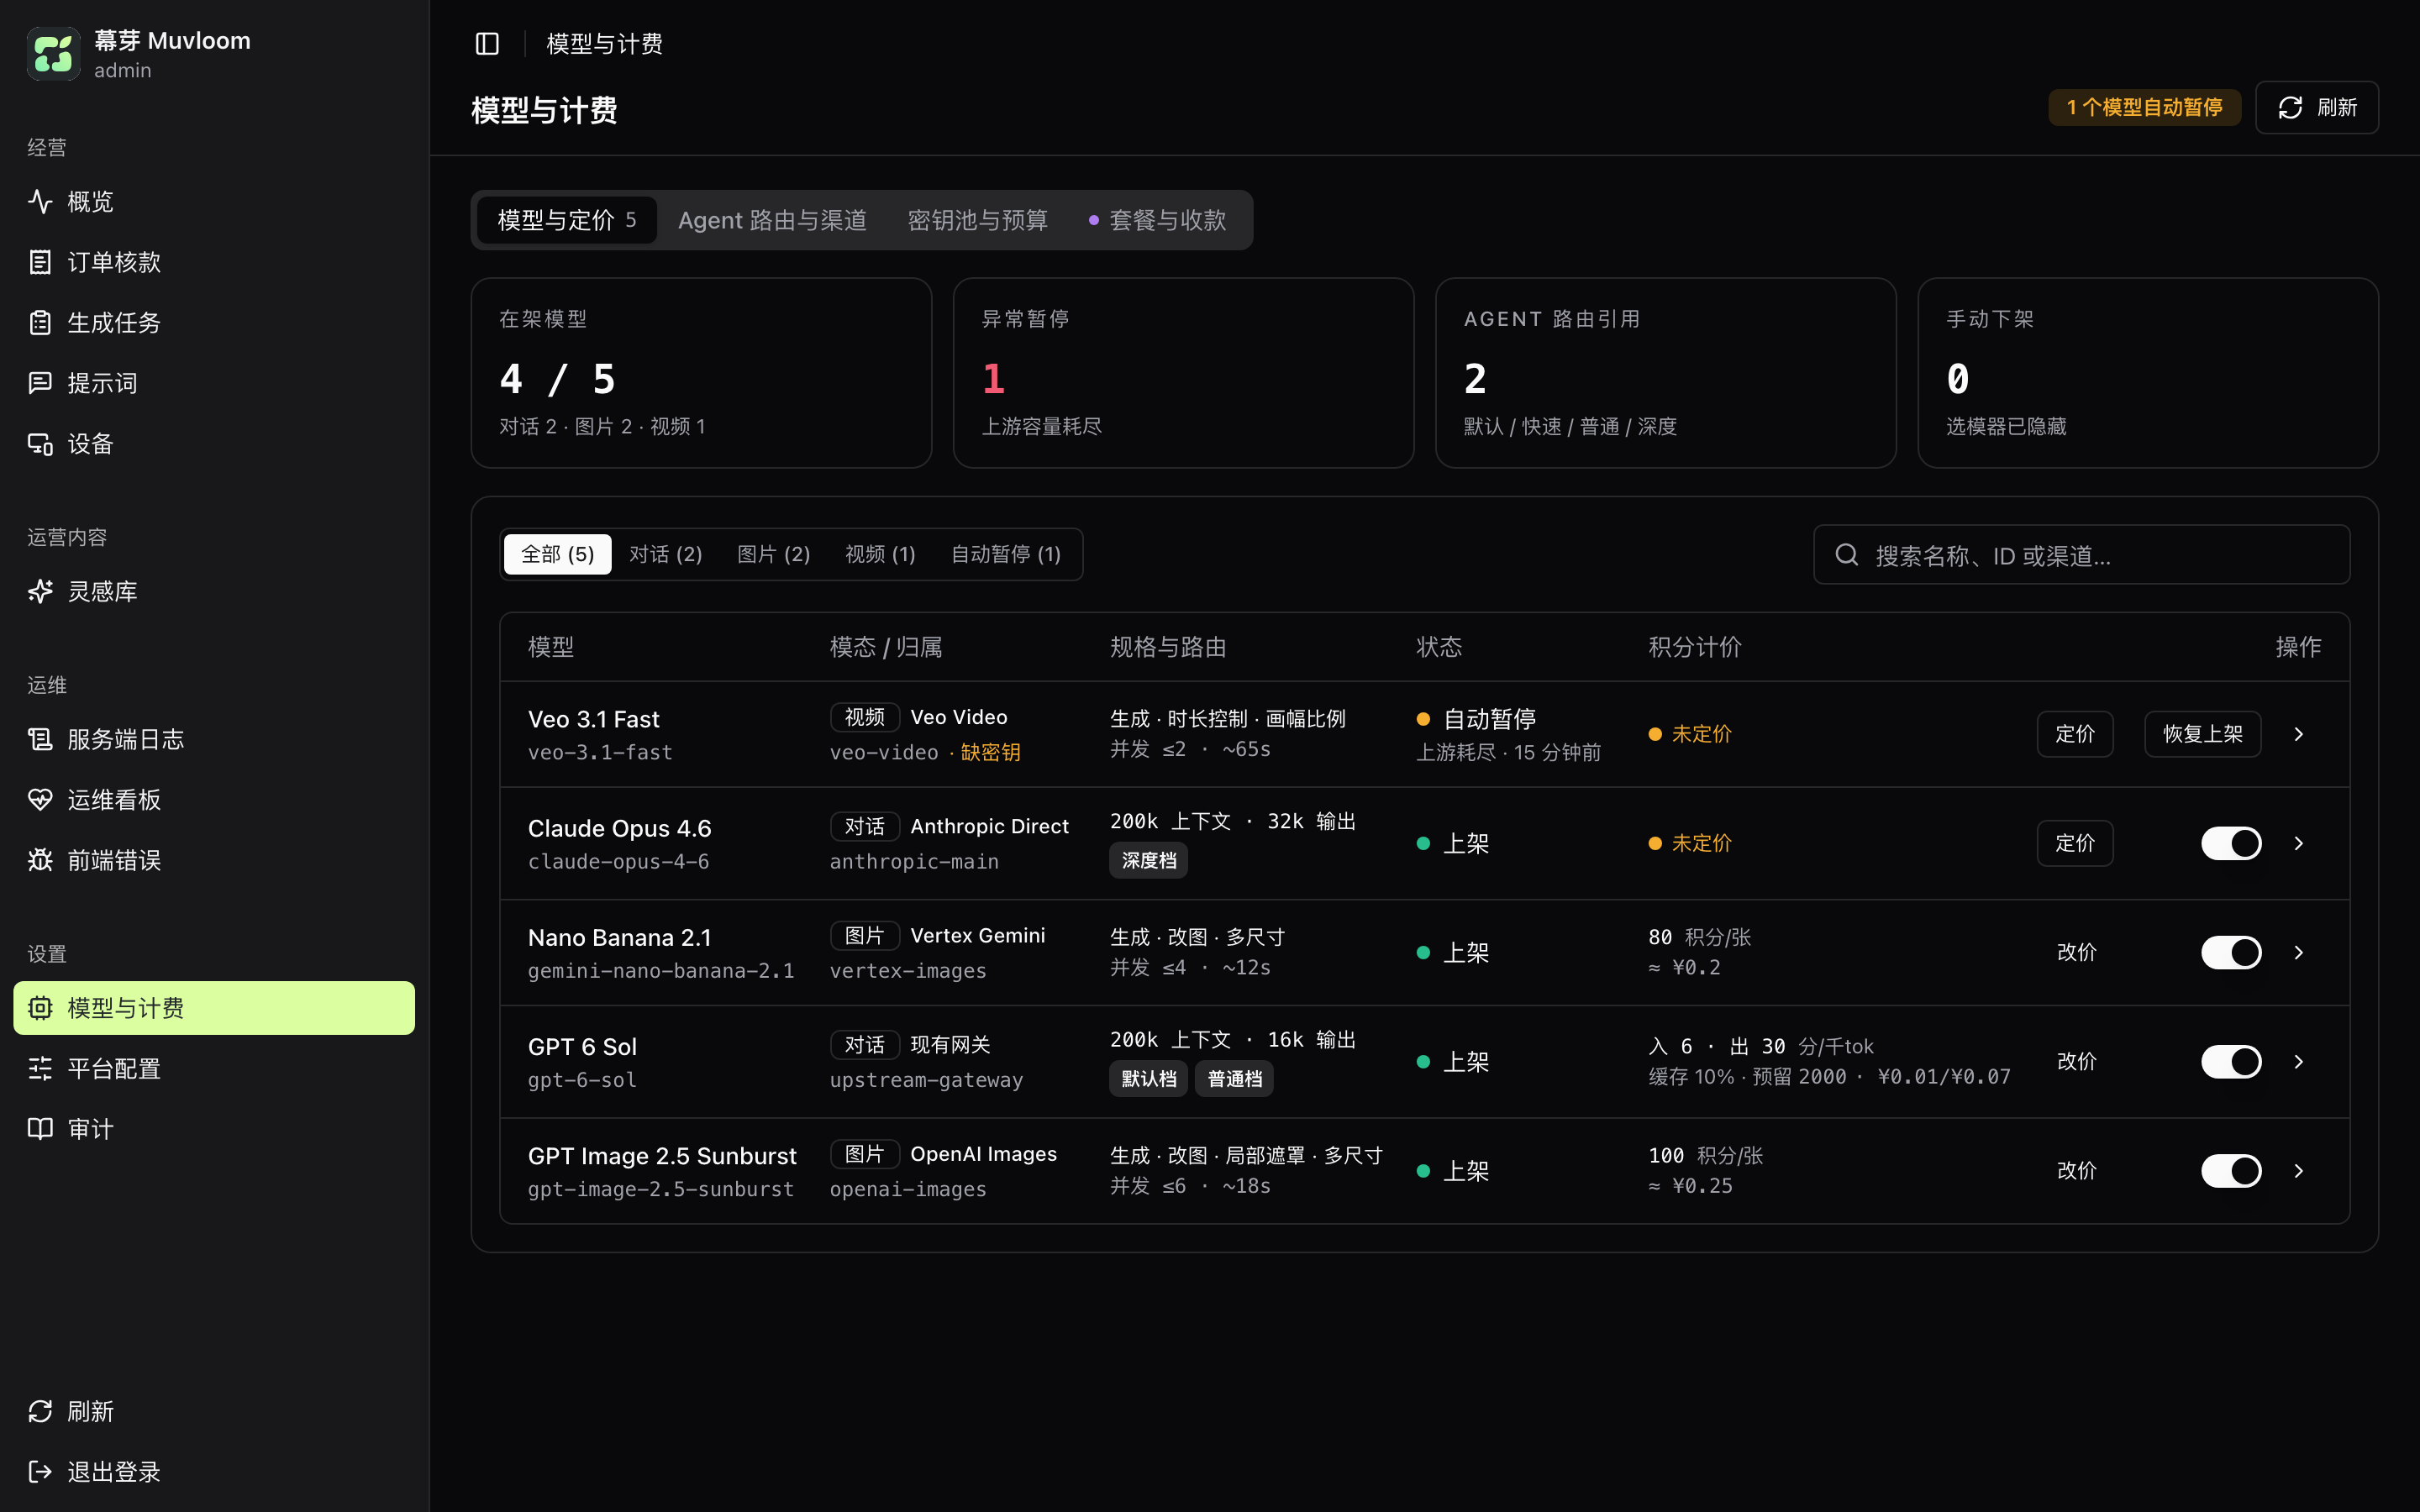 幕芽 Muvloom
admin
经营
概览
订单核款
生成任务
提示词
设备
运营内容
灵感库
运维
服务端日志
运维看板
前端错误
设置
模型与计费
平台配置
审计
刷新
退出登录
模型与计费
模型与计费
1 个模型自动暂停
刷新
模型与定价 5
Agent 路由与渠道
密钥池与预算
套餐与收款
在架模型
4 / 5
对话 2 · 图片 2 · 视频 1
异常暂停
1
上游容量耗尽
AGENT 路由引用
2
默认 / 快速 / 普通 / 深度
手动下架
0
选模器已隐藏
全部 (5)
对话 (2)
图片 (2)
视频 (1)
自动暂停 (1)
搜索名称、ID 或渠道...
模型
模态 / 归属
规格与路由
状态
积分计价
操作
Veo 3.1 Fast
veo-3.1-fast
视频 Veo Video
veo-video · 缺密钥
生成 · 时长控制 · 画幅比例
并发 ≤2 · ~65s
自动暂停
上游耗尽 · 15 分钟前
未定价
定价
恢复上架
Claude Opus 4.6
claude-opus-4-6
对话 Anthropic Direct
anthropic-main
200k 上下文 · 32k 输出
深度档
上架
未定价
定价
Nano Banana 2.1
gemini-nano-banana-2.1
图片 Vertex Gemini
vertex-images
生成 · 改图 · 多尺寸
并发 ≤4 · ~12s
上架
80 积分/张
≈ ¥0.2
改价
GPT 6 Sol
gpt-6-sol
对话 现有网关
upstream-gateway
200k 上下文 · 16k 输出
默认档 普通档
上架
入 6 · 出 30 分/千tok
缓存 10% · 预留 2000 · ¥0.01/¥0.07
改价
GPT Image 2.5 Sunburst
gpt-image-2.5-sunburst
图片 OpenAI Images
openai-images
生成 · 改图 · 局部遮罩 · 多尺寸
并发 ≤6 · ~18s
上架
100 积分/张
≈ ¥0.25
改价